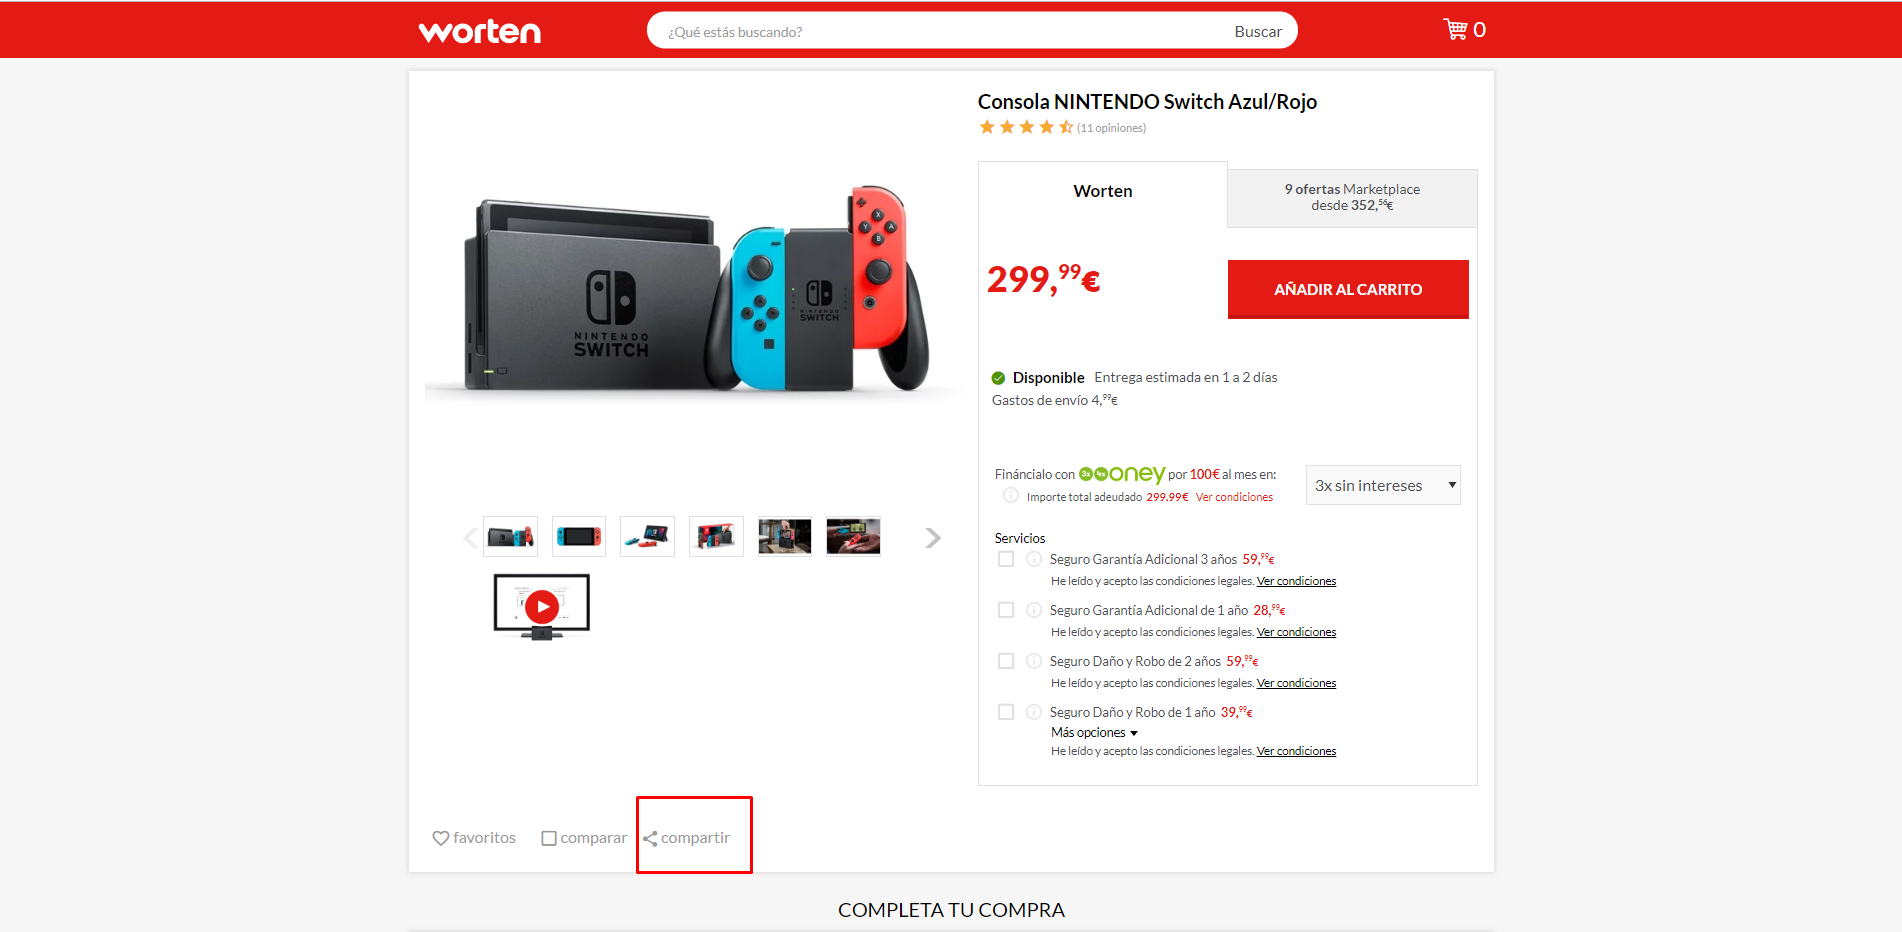 worten
¿Qué estás buscando?
Buscar
0
Consola NINTENDO Switch Azul/Rojo
(11 opiniones)
Worten
9 ofertas Marketplace
desde 352,56€
299,99€
AÑADIR AL CARRITO
NINTENDO
SWITCH
NINTENDO
SWITCH
X
Y
A
B
Disponible Entrega estimada en 1 a 2 días
Gastos de envío 4,99€
Fináncialo con 3x 4x oney por 100€ al mes en:
3x sin intereses
Importe total adeudado 299.99€ Ver condiciones
Servicios
Seguro Garantía Adicional 3 años 59,99€
He leído y acepto las condiciones legales. Ver condiciones
Seguro Garantía Adicional de 1 año 28,99€
He leído y acepto las condiciones legales. Ver condiciones
Seguro Daño y Robo de 2 años 59,99€
He leído y acepto las condiciones legales. Ver condiciones
Seguro Daño y Robo de 1 año 39,99€
Más opciones
He leído y acepto las condiciones legales. Ver condiciones
favoritos comparar compartir
COMPLETA TU COMPRA